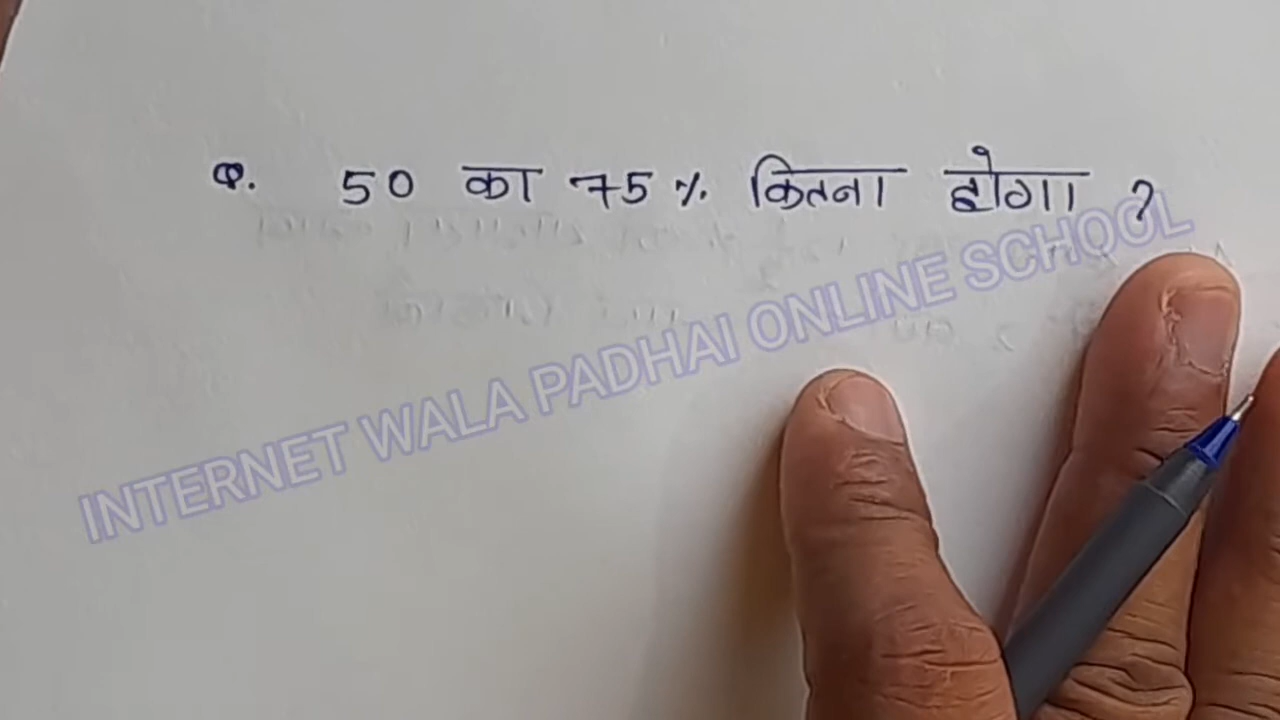 Q. 50 का 75% कितना होगा ?
INTERNET WALA PADHAI ONLINE SCHOOL